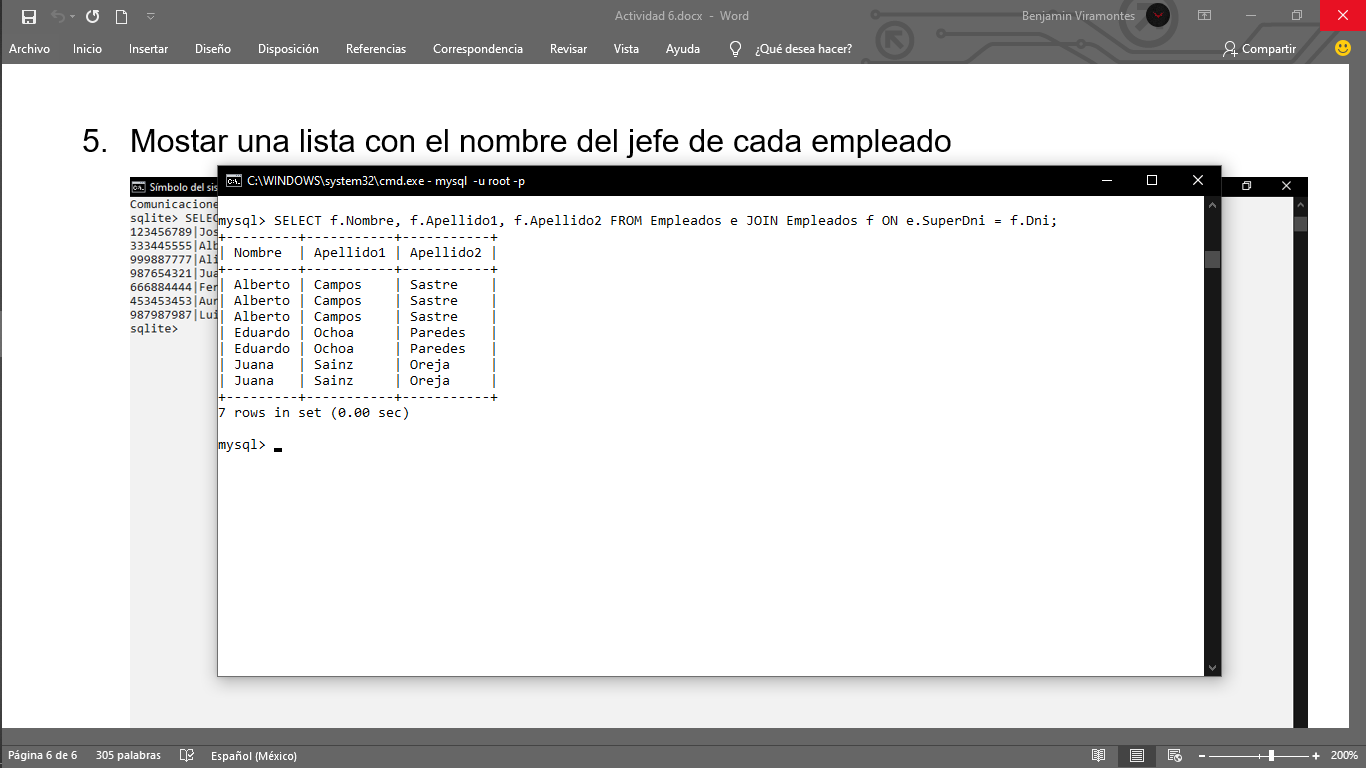 Actividad 6.docx - Word
Benjamin Viramontes
Archivo Inicio Insertar Diseño Disposición Referencias Correspondencia Revisar Vista Ayuda ¿Qué desea hacer? Compartir
5. Mostar una lista con el nombre del jefe de cada empleado
Símbolo del sis
C:\WINDOWS\system32\cmd.exe - mysql -u root -p
Comunicacione
sqlite> SELEC
123456789|Jos
333445555|Alb
999887777|Ali
987654321|Jua
666884444|Fer
453453453|Aur
987987987|Lui
sqlite>
mysql> SELECT f.Nombre, f.Apellido1, f.Apellido2 FROM Empleados e JOIN Empleados f ON e.SuperDni = f.Dni;
+---------+-----------+-----------+
| Nombre | Apellido1 | Apellido2 |
+---------+-----------+-----------+
| Alberto | Campos | Sastre |
| Alberto | Campos | Sastre |
| Alberto | Campos | Sastre |
| Eduardo | Ochoa | Paredes |
| Eduardo | Ochoa | Paredes |
| Juana | Sainz | Oreja |
| Juana | Sainz | Oreja |
+---------+-----------+-----------+
7 rows in set (0.00 sec)
mysql>
Página 6 de 6 305 palabras Español (México) 200%